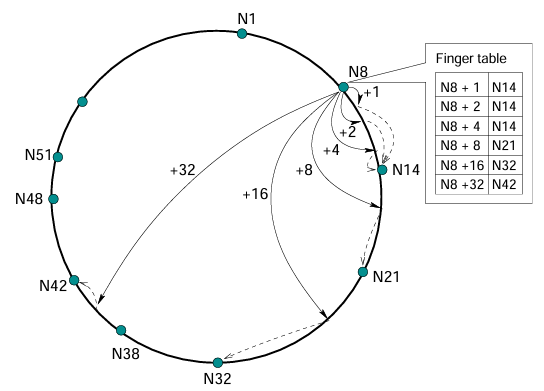 N1
N8
Finger table
+1
N8 + 1 N14
N8 + 2 N14
+2
N8 + 4 N14
+4
N8 + 8 N21
N51
+32
+8
N14
N8 +16 N32
N8 +32 N42
N48
+16
N42
N21
N38
N32